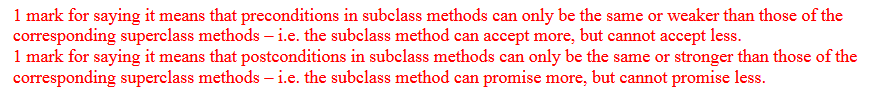 1 mark for saying it means that preconditions in subclass methods can only be the same or weaker than those of the
corresponding superclass methods – i.e. the subclass method can accept more, but cannot accept less.
1 mark for saying it means that postconditions in subclass methods can only be the same or stronger than those of the
corresponding superclass methods – i.e. the subclass method can promise more, but cannot promise less.